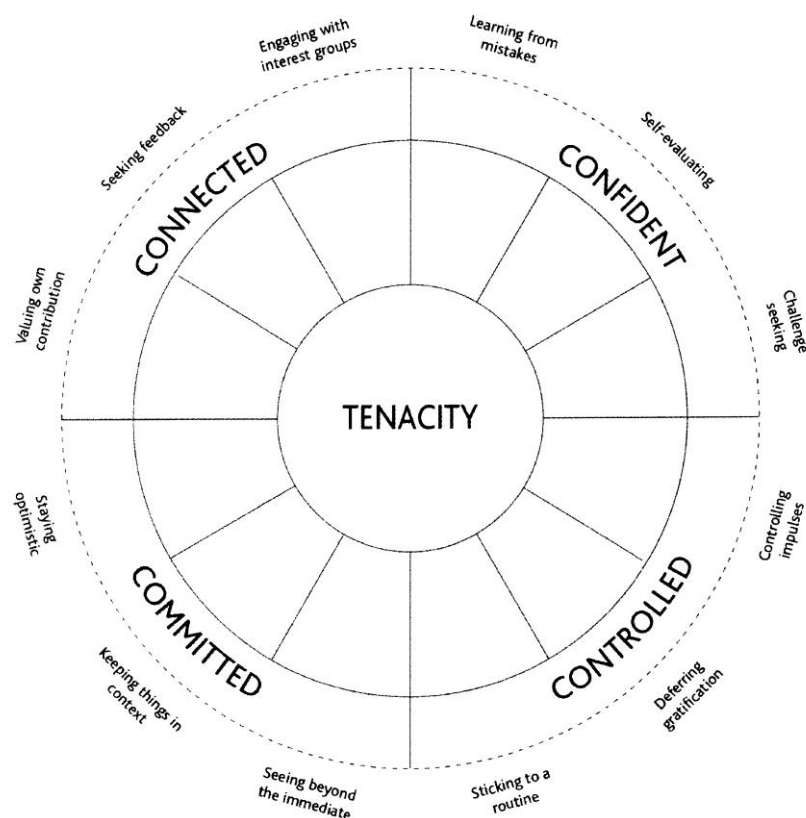 Engaging with
interest groups
Learning from
mistakes
Seeking feedback
Self-evaluating
CONNECTED
CONFIDENT
Valuing own
contribution
Challenge
seeking
TENACITY
Staying
optimistic
Controlling
impulses
COMMITTED
CONTROLLED
Keeping things in
context
Deferring
gratification
Seeing beyond
the immediate
Sticking to a
routine